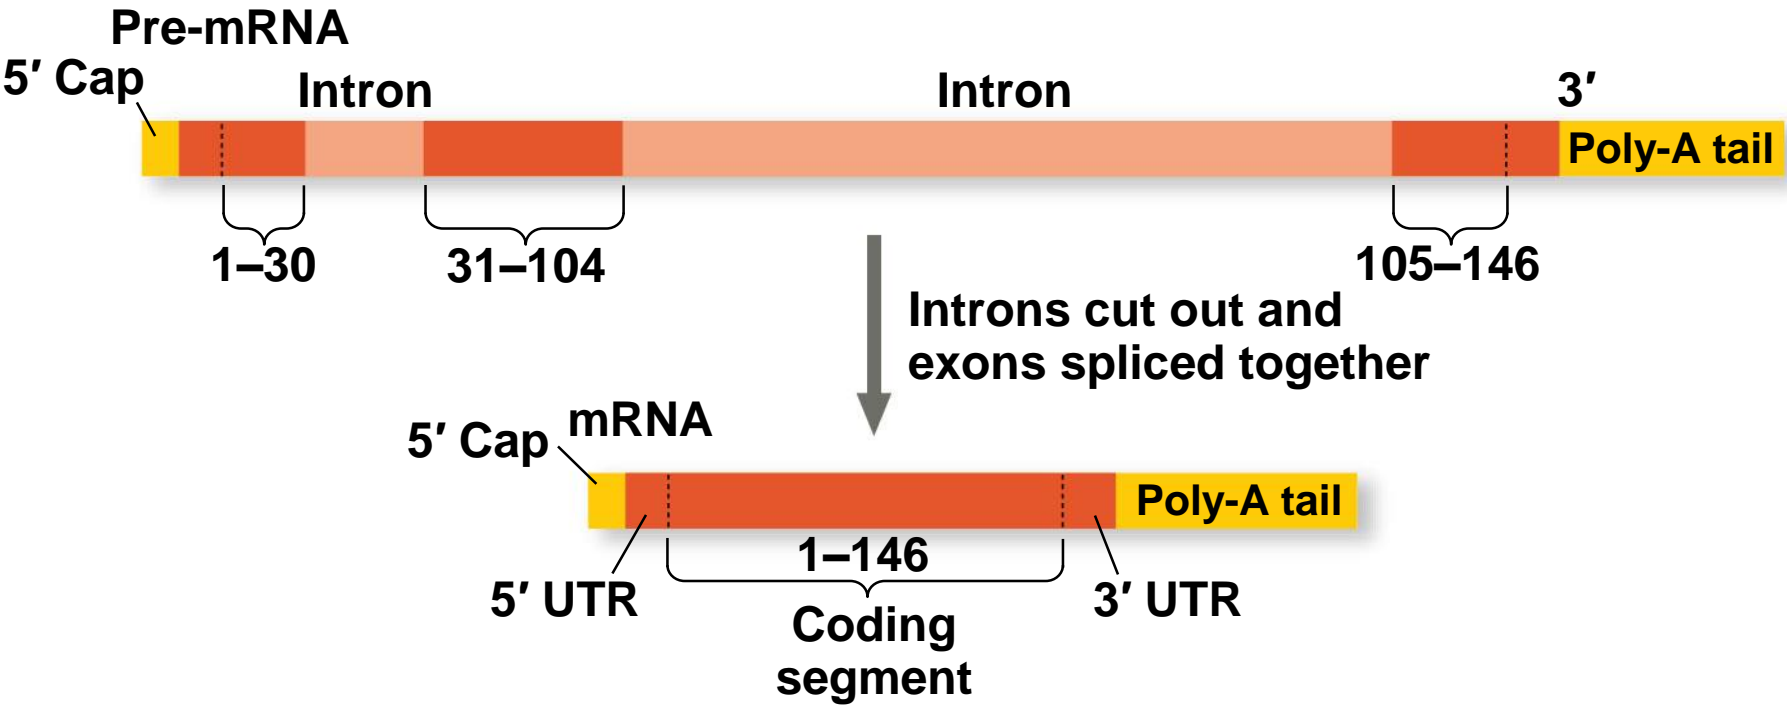 Pre-mRNA
5′ Cap
Intron
Intron
3′
Poly-A tail
1–30
31–104
105–146
Introns cut out and
exons spliced together
mRNA
5′ Cap
Poly-A tail
1–146
5′ UTR
3′ UTR
Coding
segment